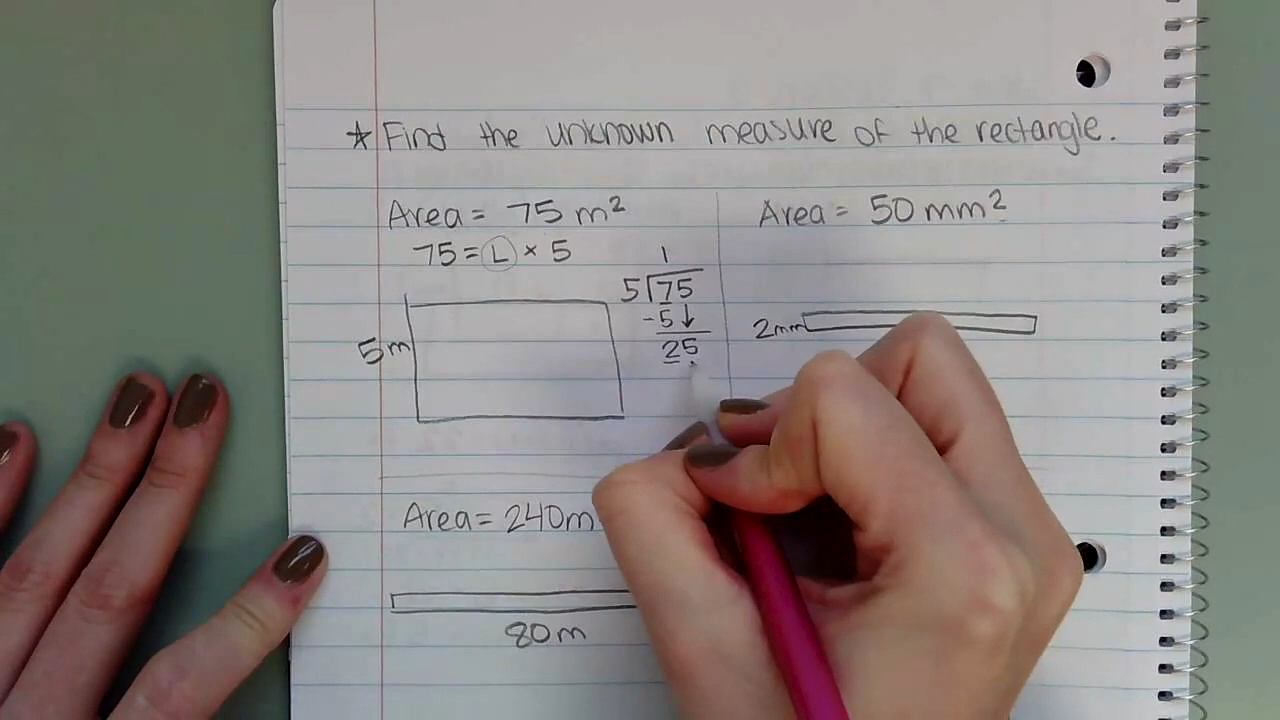 * Find the unknown measure of the rectangle.
Area = 75 m²
75 = L × 5
5m
1
5 75
-5↓
25
Area = 50 mm²
2mm
Area = 240m
80m